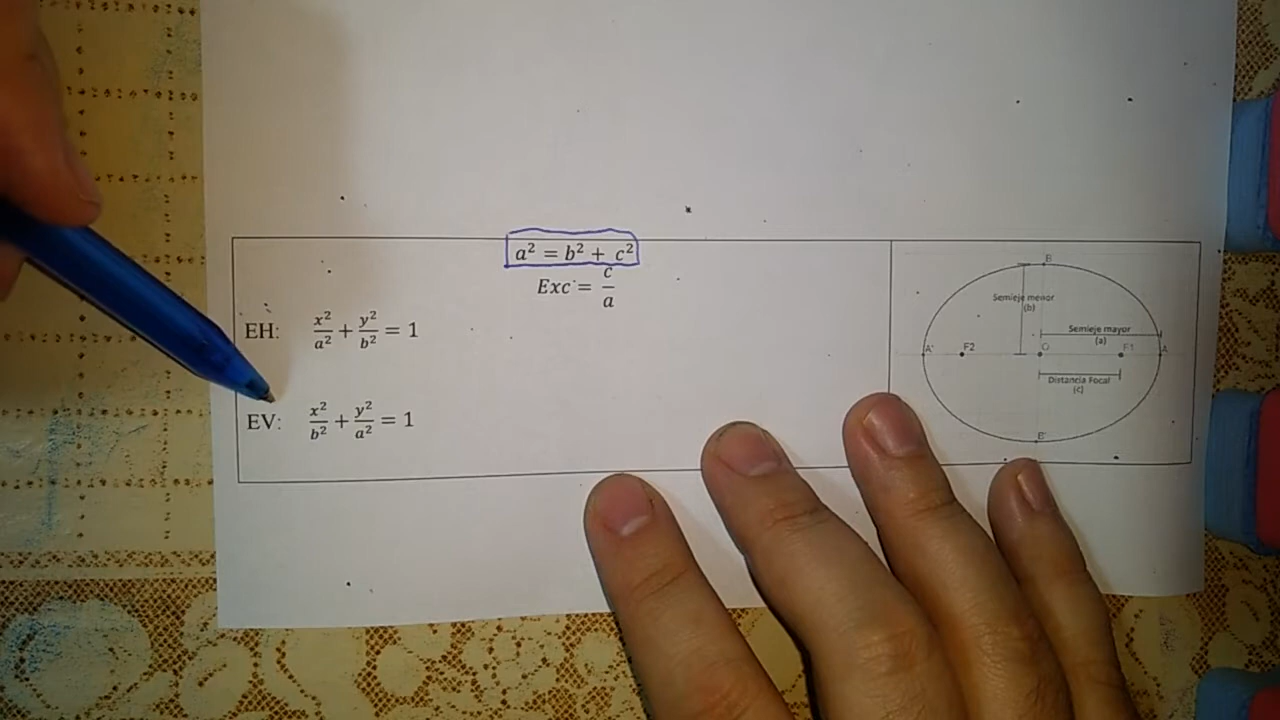 a² = b² + c²
Exc = c/a
EH: x²/a² + y²/b² = 1
EV: x²/b² + y²/a² = 1
B
Semieje menor
(b)
Semieje mayor
(a)
A' F2 O F1 A
Distancia Focal
(c)
B'